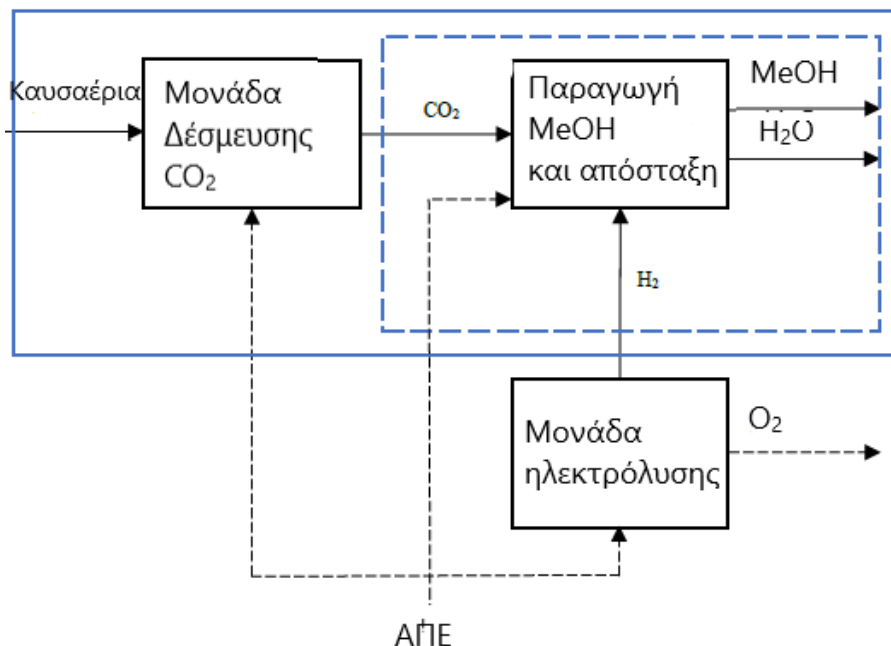 Καυσαέρια
Μονάδα
Δέσμευσης
CO₂
CO₂
Παραγωγή
MeOH
και απόσταξη
MeOH
H₂O
H₂
Μονάδα
ηλεκτρόλυσης
O₂
ΑΠΕ